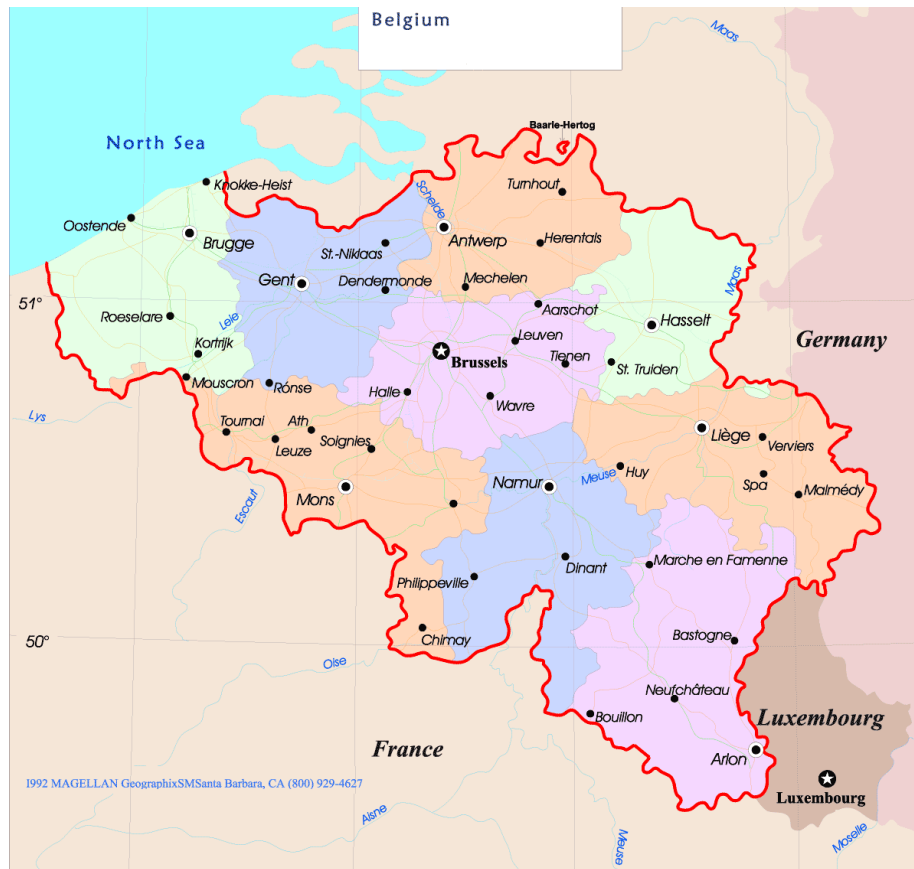 Belgium
Maas
North Sea
Baarle-Hertog
Knokke-Heist
Turnhout
Schelde
Oostende
Brugge
St.-Niklaas
Antwerp
Herentals
Gent
Dendermonde
Mechelen
Maas
51°
Aarschot
Roeselare
Leie
Hasselt
Leuven
Germany
Kortrijk
Brussels
Tienen
St. Truiden
Mouscron
Rónse
Halle
Wavre
Lys
Tournai
Ath
Leuze
Soignies
Liège
Verviers
Namur
Meuse
Huy
Spa
Mons
Malmédy
Escaut
Dinant
Marche en Famenne
Philippeville
50°
Chimay
Bastogne
Oise
Neufchâteau
Bouillon
Luxembourg
France
Arlon
1992 MAGELLAN GeographixSMSanta Barbara, CA (800) 929-4627
Luxembourg
Aisne
Meuse
Moselle